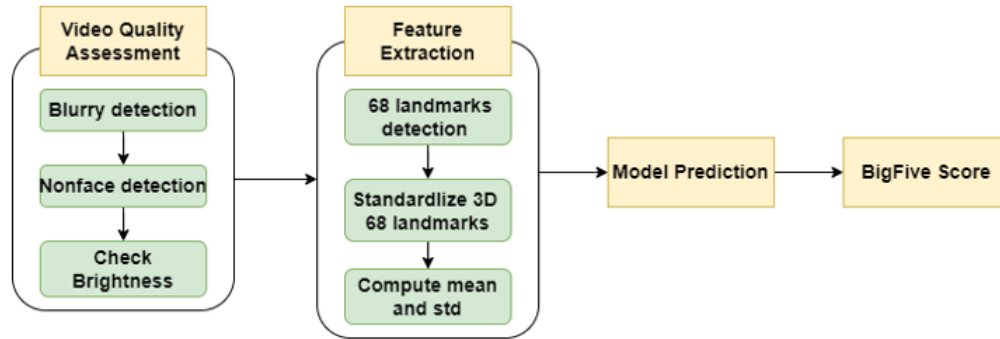 Video Quality
Assessment
Blurry detection
Nonface detection
Check
Brightness
Feature
Extraction
68 landmarks
detection
Standardlize 3D
68 landmarks
Compute mean
and std
Model Prediction
BigFive Score